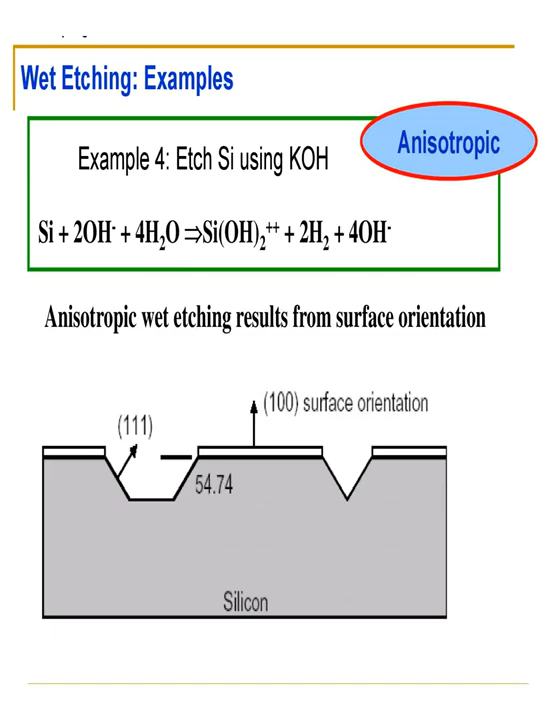 Wet Etching: Examples
Anisotropic
Example 4: Etch Si using KOH
Si + 2OH⁻ + 4H₂O ⇒Si(OH)₂⁺⁺ + 2H₂ + 4OH⁻
Anisotropic wet etching results from surface orientation
(100) surface orientation
(111)
54.74
Silicon